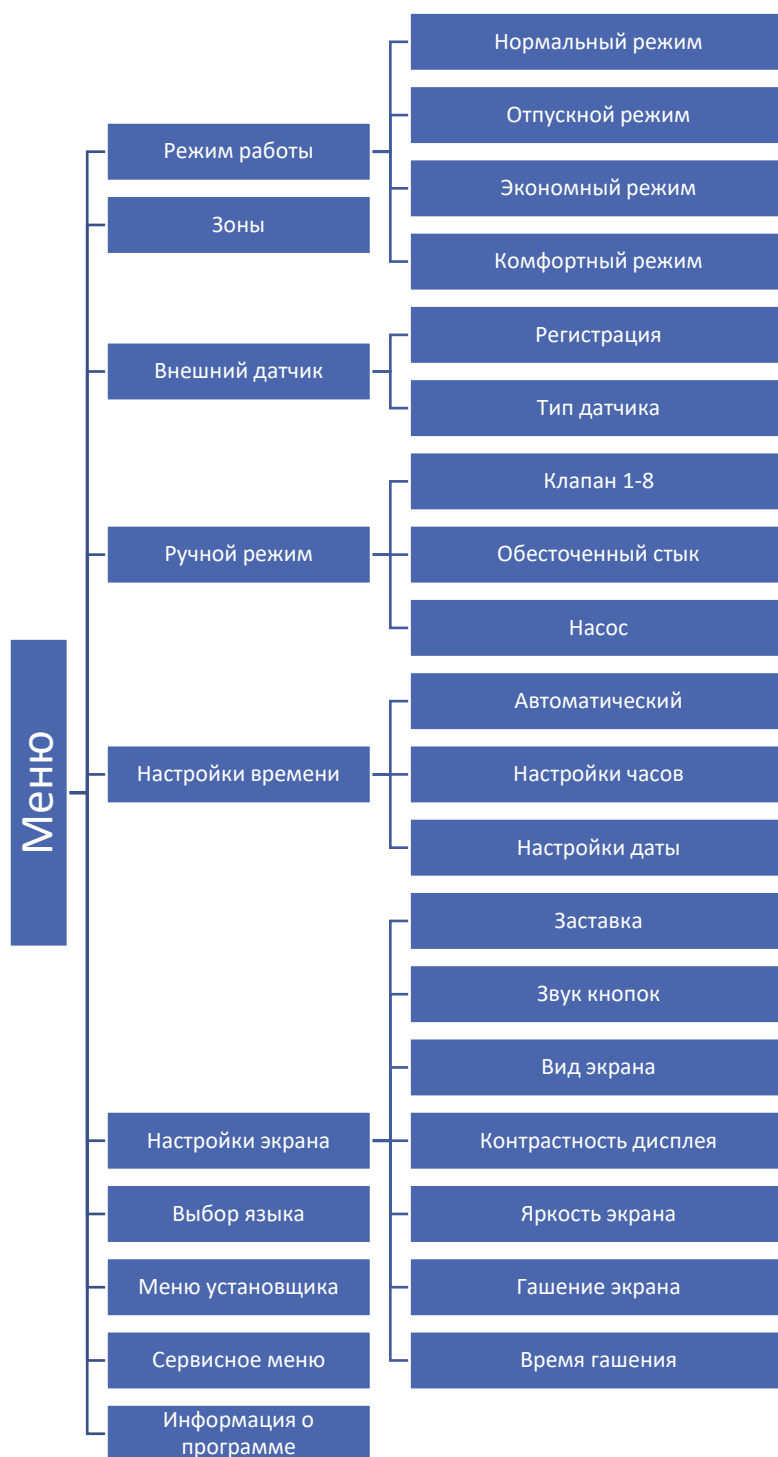 Меню
Режим работы
Нормальный режим
Отпускной режим
Экономный режим
Комфортный режим
Зоны
Внешний датчик
Регистрация
Тип датчика
Ручной режим
Клапан 1-8
Обесточенный стык
Насос
Настройки времени
Автоматический
Настройки часов
Настройки даты
Настройки экрана
Заставка
Звук кнопок
Вид экрана
Контрастность дисплея
Яркость экрана
Гашение экрана
Время гашения
Выбор языка
Меню установщика
Сервисное меню
Информация о
программе